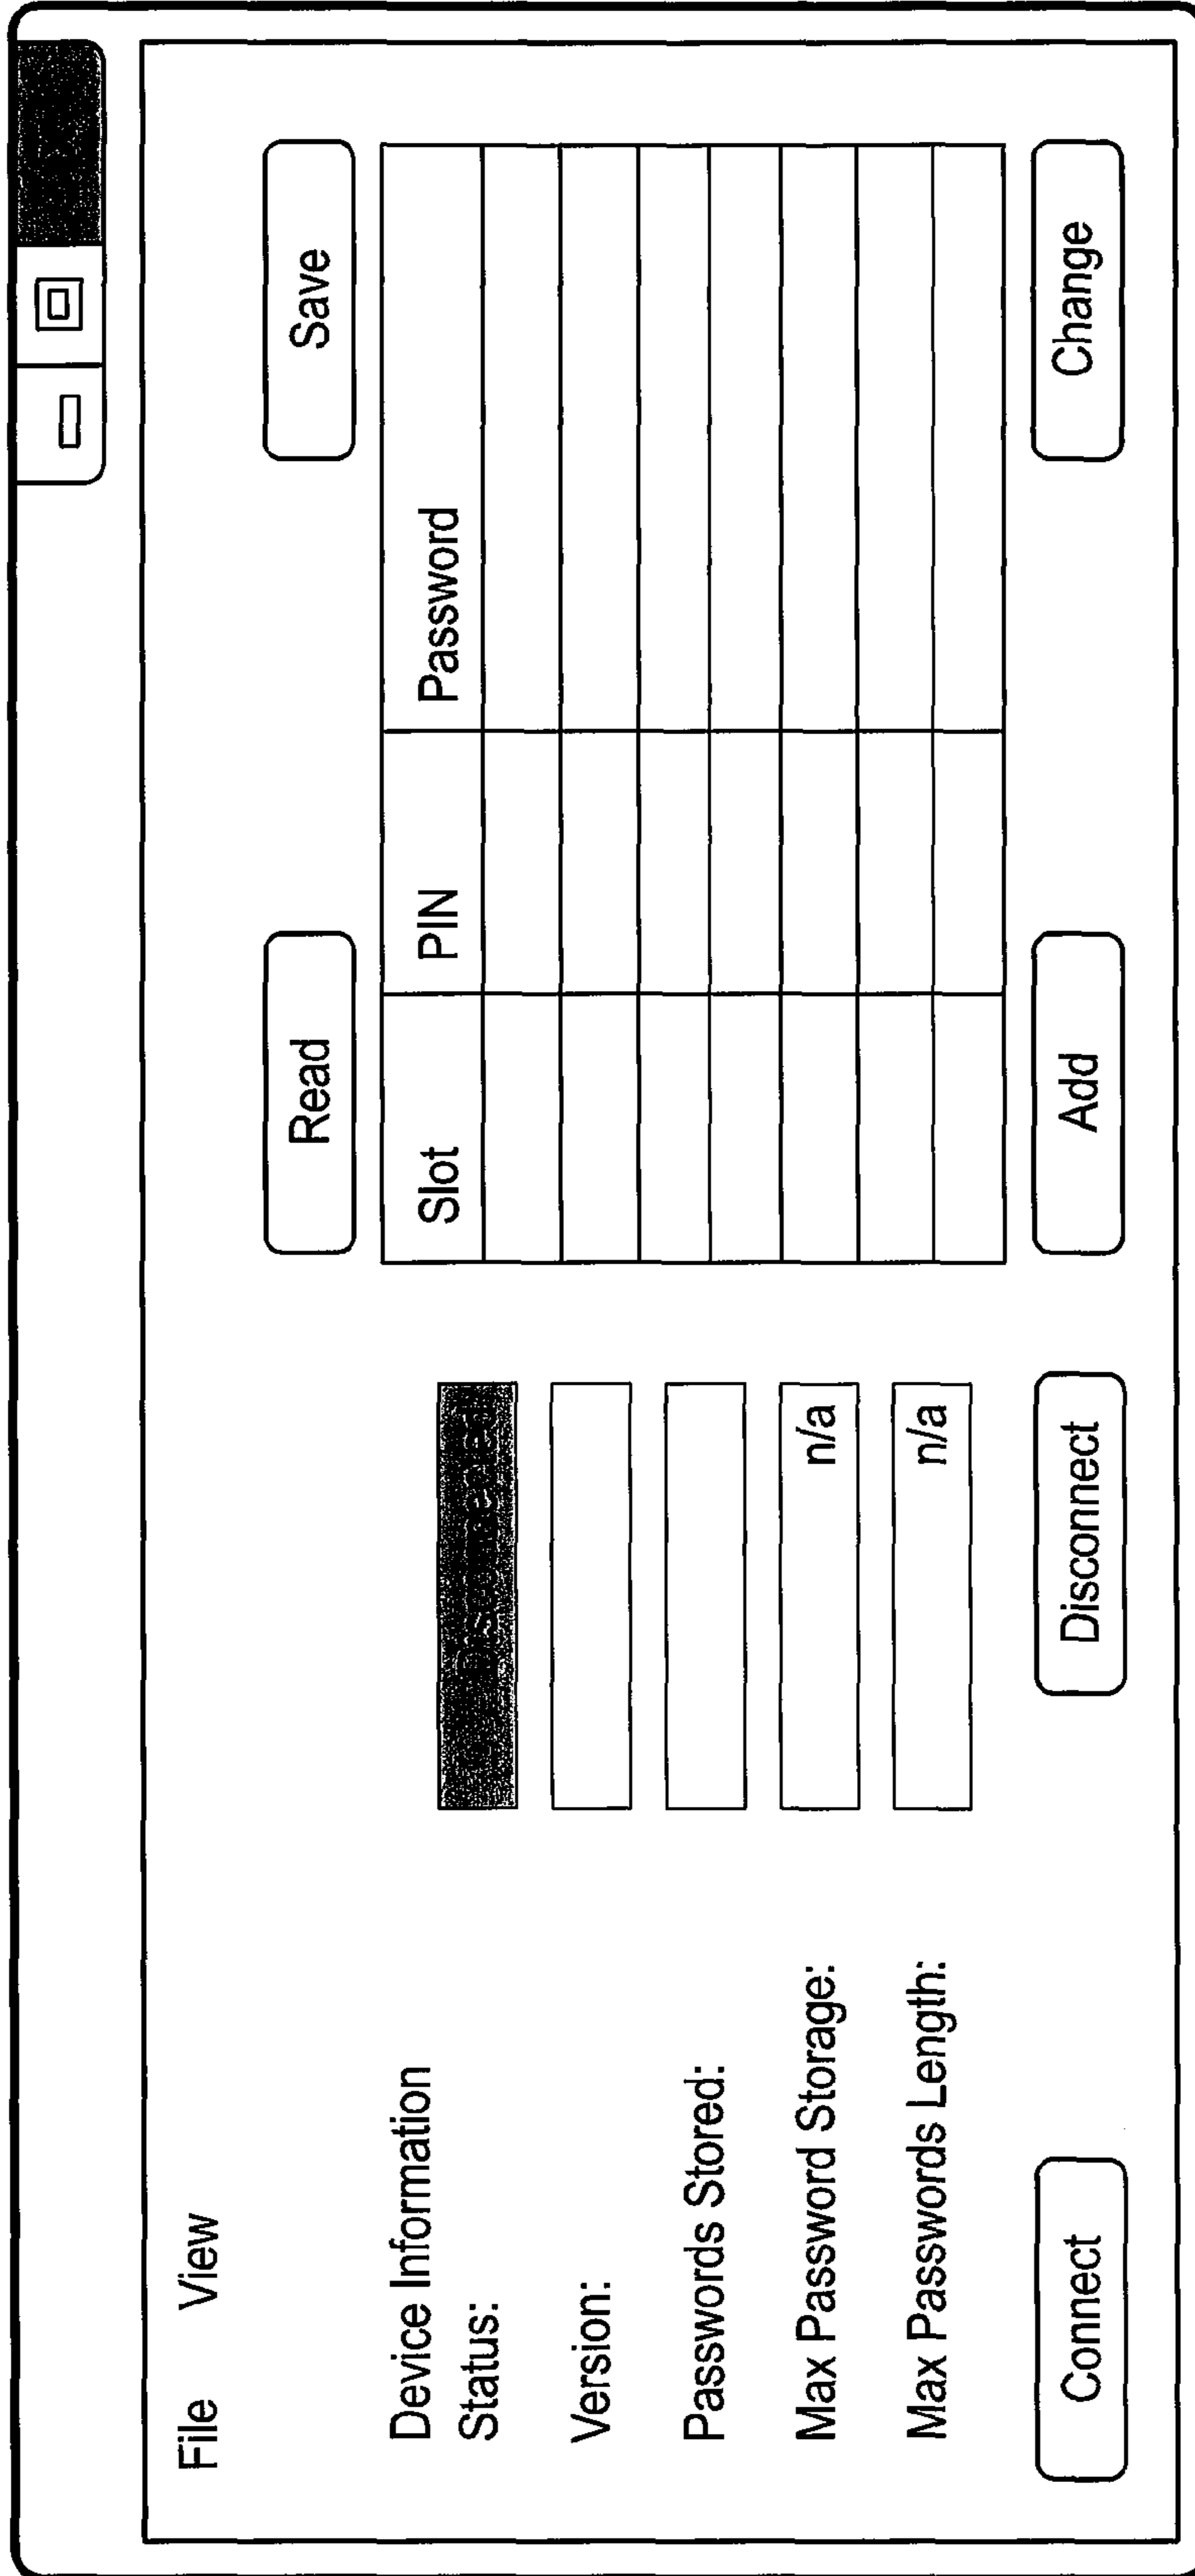 File View
Read Save
Device Information
Status: Disconnected
Slot PIN Password
Version:
Passwords Stored:
Max Password Storage: n/a
Max Passwords Length: n/a
Connect Disconnect Add Change